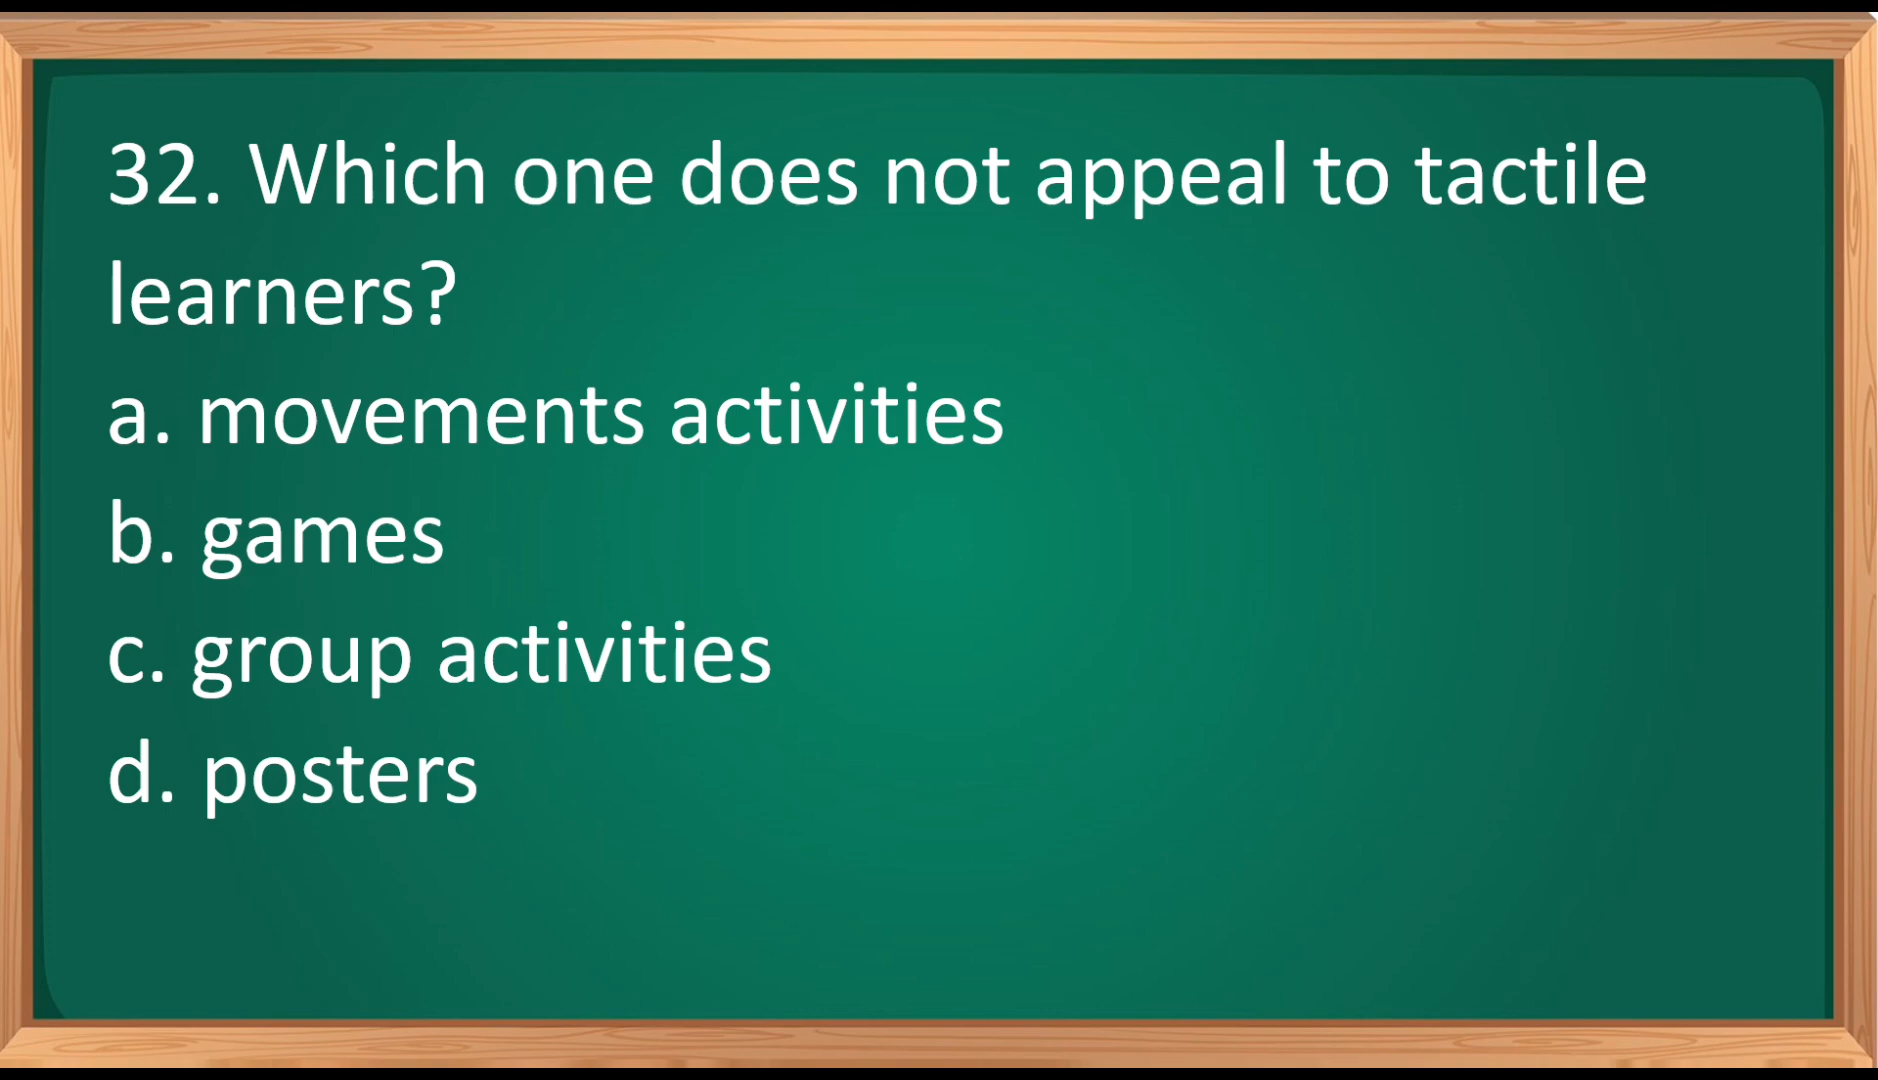 32. Which one does not appeal to tactile
learners?
a. movements activities
b. games
c. group activities
d. posters